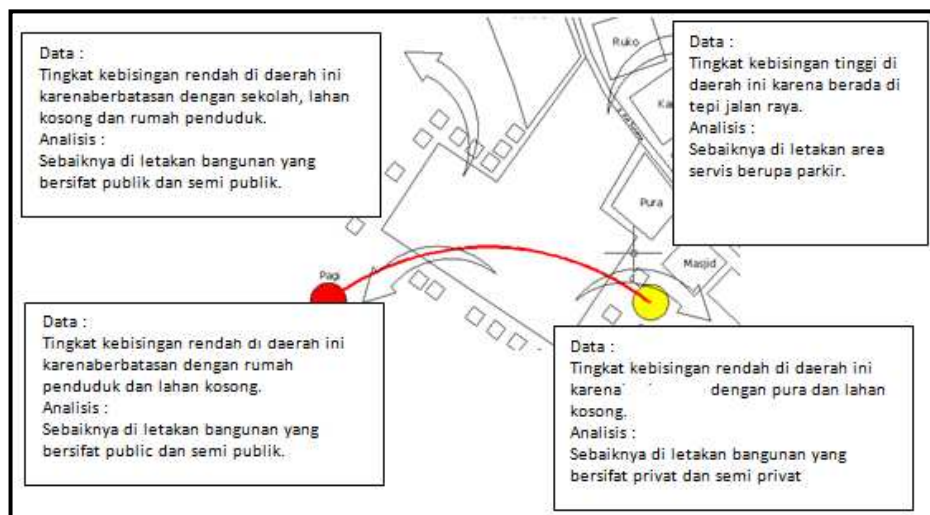 Data :
Tingkat kebisingan rendah di daerah ini
karenaberbatasan dengan sekolah, lahan
kosong dan rumah penduduk.
Analisis :
Sebaiknya di letakan bangunan yang
bersifat publik dan semi publik.
Ruko
Pura
Masjid
Data :
Tingkat kebisingan tinggi di
daerah ini karena berada di
tepi jalan raya.
Analisis :
Sebaiknya di letakan area
servis berupa parkir.
Pagi
Data :
Tingkat kebisingan rendah di daerah ini
karenaberbatasan dengan rumah
penduduk dan lahan kosong.
Analisis :
Sebaiknya di letakan bangunan yang
bersifat public dan semi publik.
Data :
Tingkat kebisingan rendah di daerah ini
karena dengan pura dan lahan
kosong.
Analisis :
Sebaiknya di letakan bangunan yang
bersifat privat dan semi privat